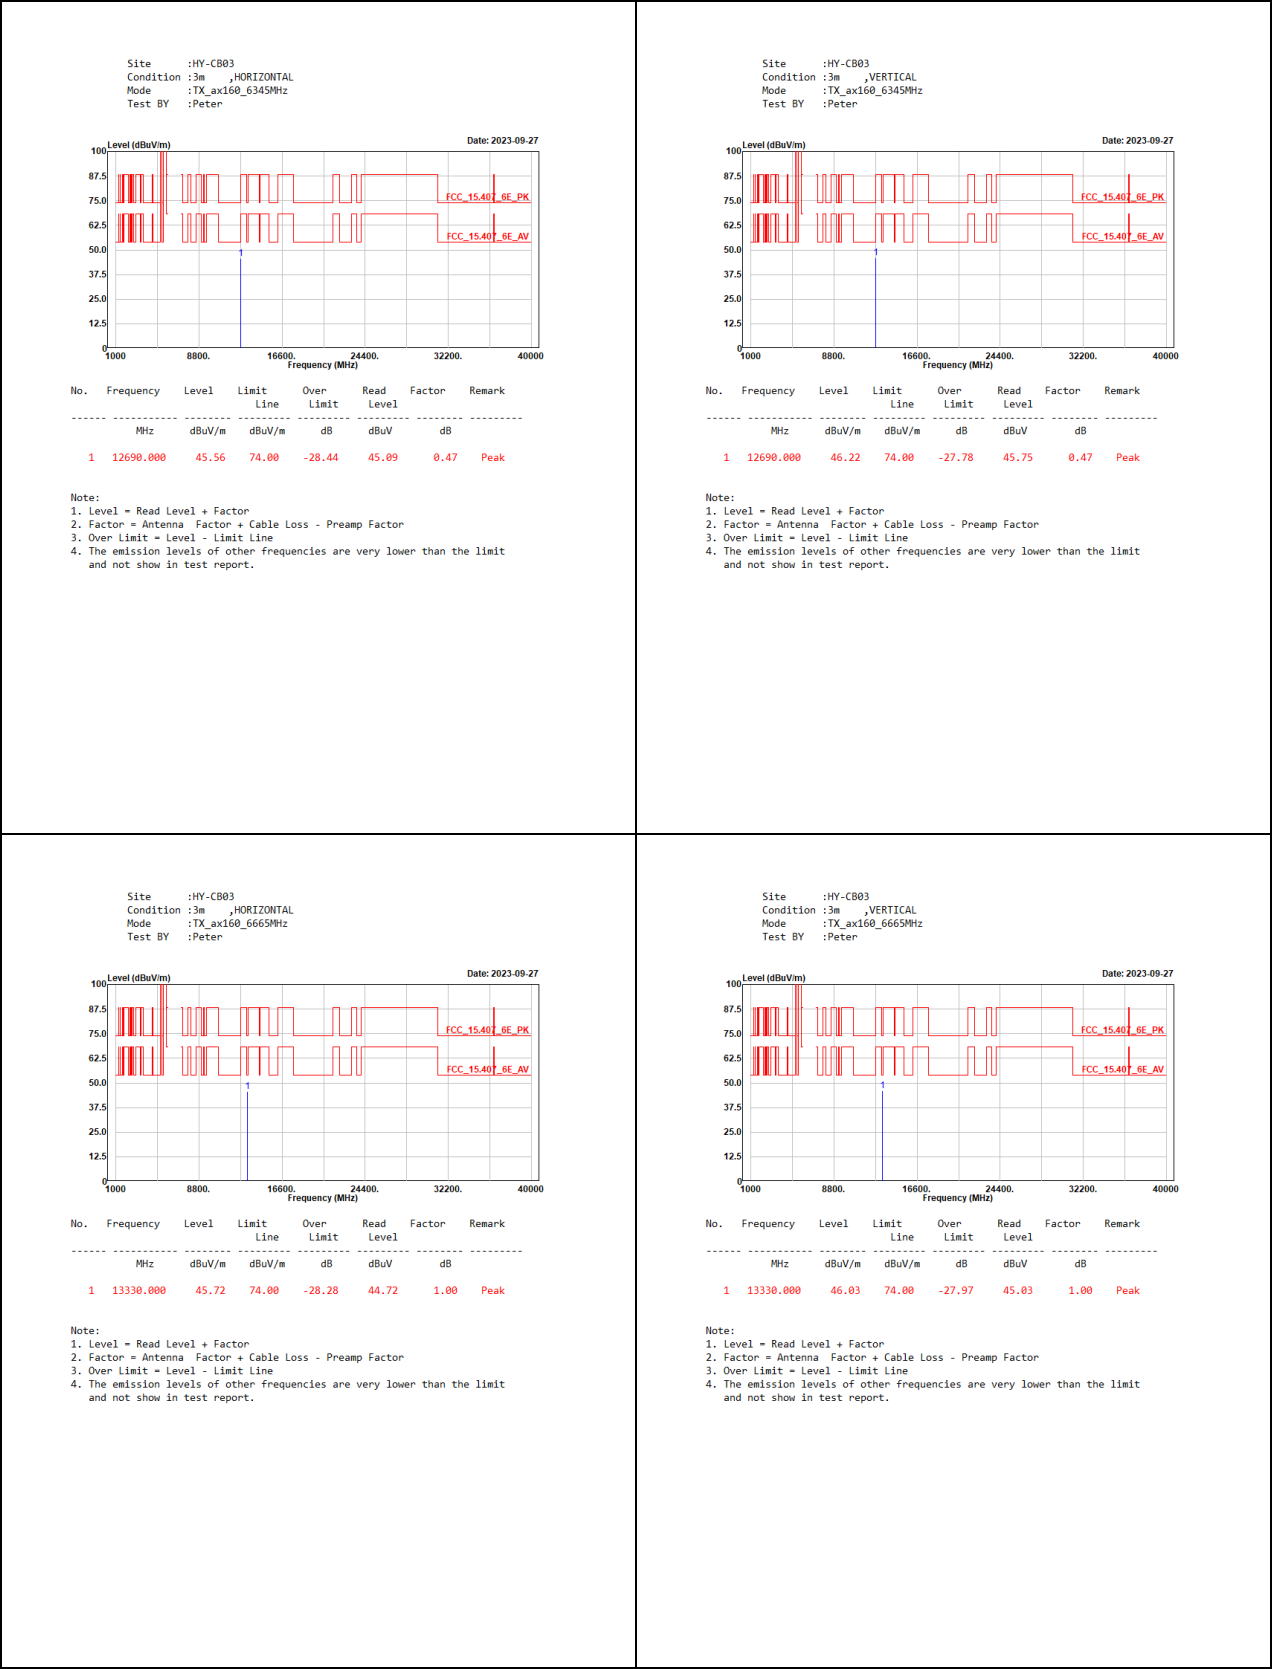 Site      :HY-CB03
Condition :3m    ,HORIZONTAL
Mode      :TX_ax160_6345MHz
Test BY   :Peter
Date: 2023-09-27
Level (dBuV/m)
100
87.5
75.0
62.5
50.0
37.5
25.0
12.5
0
FCC_15.407_6E_PK
FCC_15.407_6E_AV
1
1000 8800. 16600. 24400. 32200. 40000
Frequency (MHz)
No. Frequency Level Limit Over Read Factor Remark
Line Limit Level
------ ----------- -------- --------- --------- --------- -------- ---------
MHz dBuV/m dBuV/m dB dBuV dB
1 12690.000 45.56 74.00 -28.44 45.09 0.47 Peak
Note:
1. Level = Read Level + Factor
2. Factor = Antenna  Factor + Cable Loss - Preamp Factor
3. Over Limit = Level - Limit Line
4. The emission levels of other frequencies are very lower than the limit
and not show in test report.
Site      :HY-CB03
Condition :3m    ,VERTICAL
Mode      :TX_ax160_6345MHz
Test BY   :Peter
Date: 2023-09-27
Level (dBuV/m)
100
87.5
75.0
62.5
50.0
37.5
25.0
12.5
0
FCC_15.407_6E_PK
FCC_15.407_6E_AV
1
1000 8800. 16600. 24400. 32200. 40000
Frequency (MHz)
No. Frequency Level Limit Over Read Factor Remark
Line Limit Level
------ ----------- -------- --------- --------- --------- -------- ---------
MHz dBuV/m dBuV/m dB dBuV dB
1 12690.000 46.22 74.00 -27.78 45.75 0.47 Peak
Note:
1. Level = Read Level + Factor
2. Factor = Antenna  Factor + Cable Loss - Preamp Factor
3. Over Limit = Level - Limit Line
4. The emission levels of other frequencies are very lower than the limit
and not show in test report.
Site      :HY-CB03
Condition :3m    ,HORIZONTAL
Mode      :TX_ax160_6665MHz
Test BY   :Peter
Date: 2023-09-27
Level (dBuV/m)
100
87.5
75.0
62.5
50.0
37.5
25.0
12.5
0
FCC_15.407_6E_PK
FCC_15.407_6E_AV
1
1000 8800. 16600. 24400. 32200. 40000
Frequency (MHz)
No. Frequency Level Limit Over Read Factor Remark
Line Limit Level
------ ----------- -------- --------- --------- --------- -------- ---------
MHz dBuV/m dBuV/m dB dBuV dB
1 13330.000 45.72 74.00 -28.28 44.72 1.00 Peak
Note:
1. Level = Read Level + Factor
2. Factor = Antenna  Factor + Cable Loss - Preamp Factor
3. Over Limit = Level - Limit Line
4. The emission levels of other frequencies are very lower than the limit
and not show in test report.
Site      :HY-CB03
Condition :3m    ,VERTICAL
Mode      :TX_ax160_6665MHz
Test BY   :Peter
Date: 2023-09-27
Level (dBuV/m)
100
87.5
75.0
62.5
50.0
37.5
25.0
12.5
0
FCC_15.407_6E_PK
FCC_15.407_6E_AV
1
1000 8800. 16600. 24400. 32200. 40000
Frequency (MHz)
No. Frequency Level Limit Over Read Factor Remark
Line Limit Level
------ ----------- -------- --------- --------- --------- -------- ---------
MHz dBuV/m dBuV/m dB dBuV dB
1 13330.000 46.03 74.00 -27.97 45.03 1.00 Peak
Note:
1. Level = Read Level + Factor
2. Factor = Antenna  Factor + Cable Loss - Preamp Factor
3. Over Limit = Level - Limit Line
4. The emission levels of other frequencies are very lower than the limit
and not show in test report.